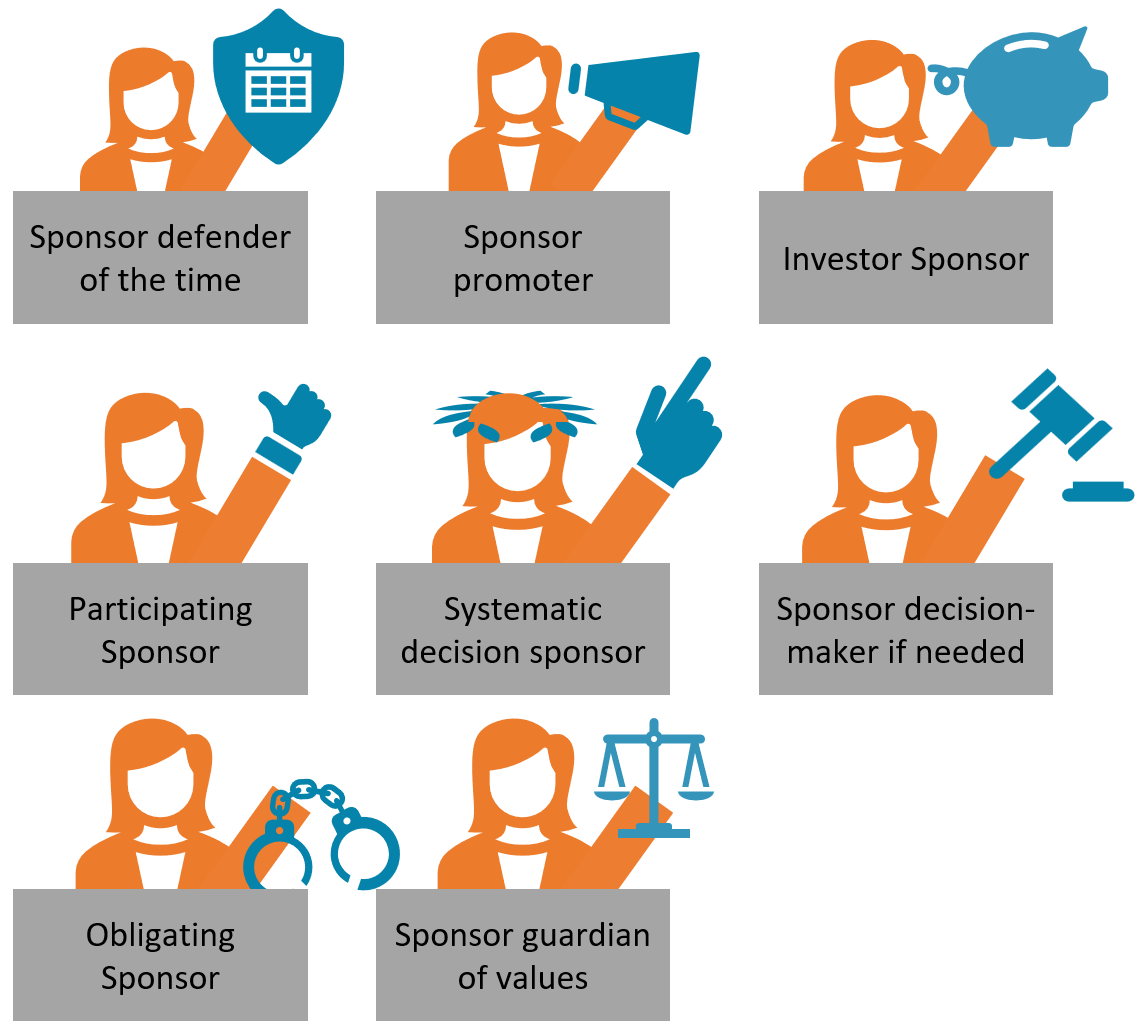 Sponsor defender
of the time
Sponsor
promoter
Investor Sponsor
Participating
Sponsor
Systematic
decision sponsor
Sponsor decision-
maker if needed
Obligating
Sponsor
Sponsor guardian
of values